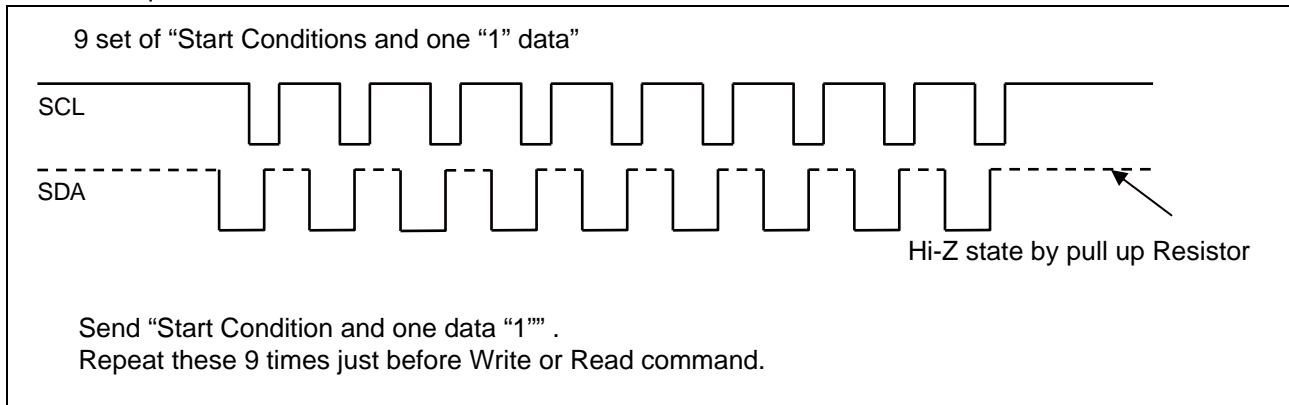 9 set of “Start Conditions and one “1” data”
SCL
SDA
Hi-Z state by pull up Resistor
Send “Start Condition and one data “1”” .
Repeat these 9 times just before Write or Read command.